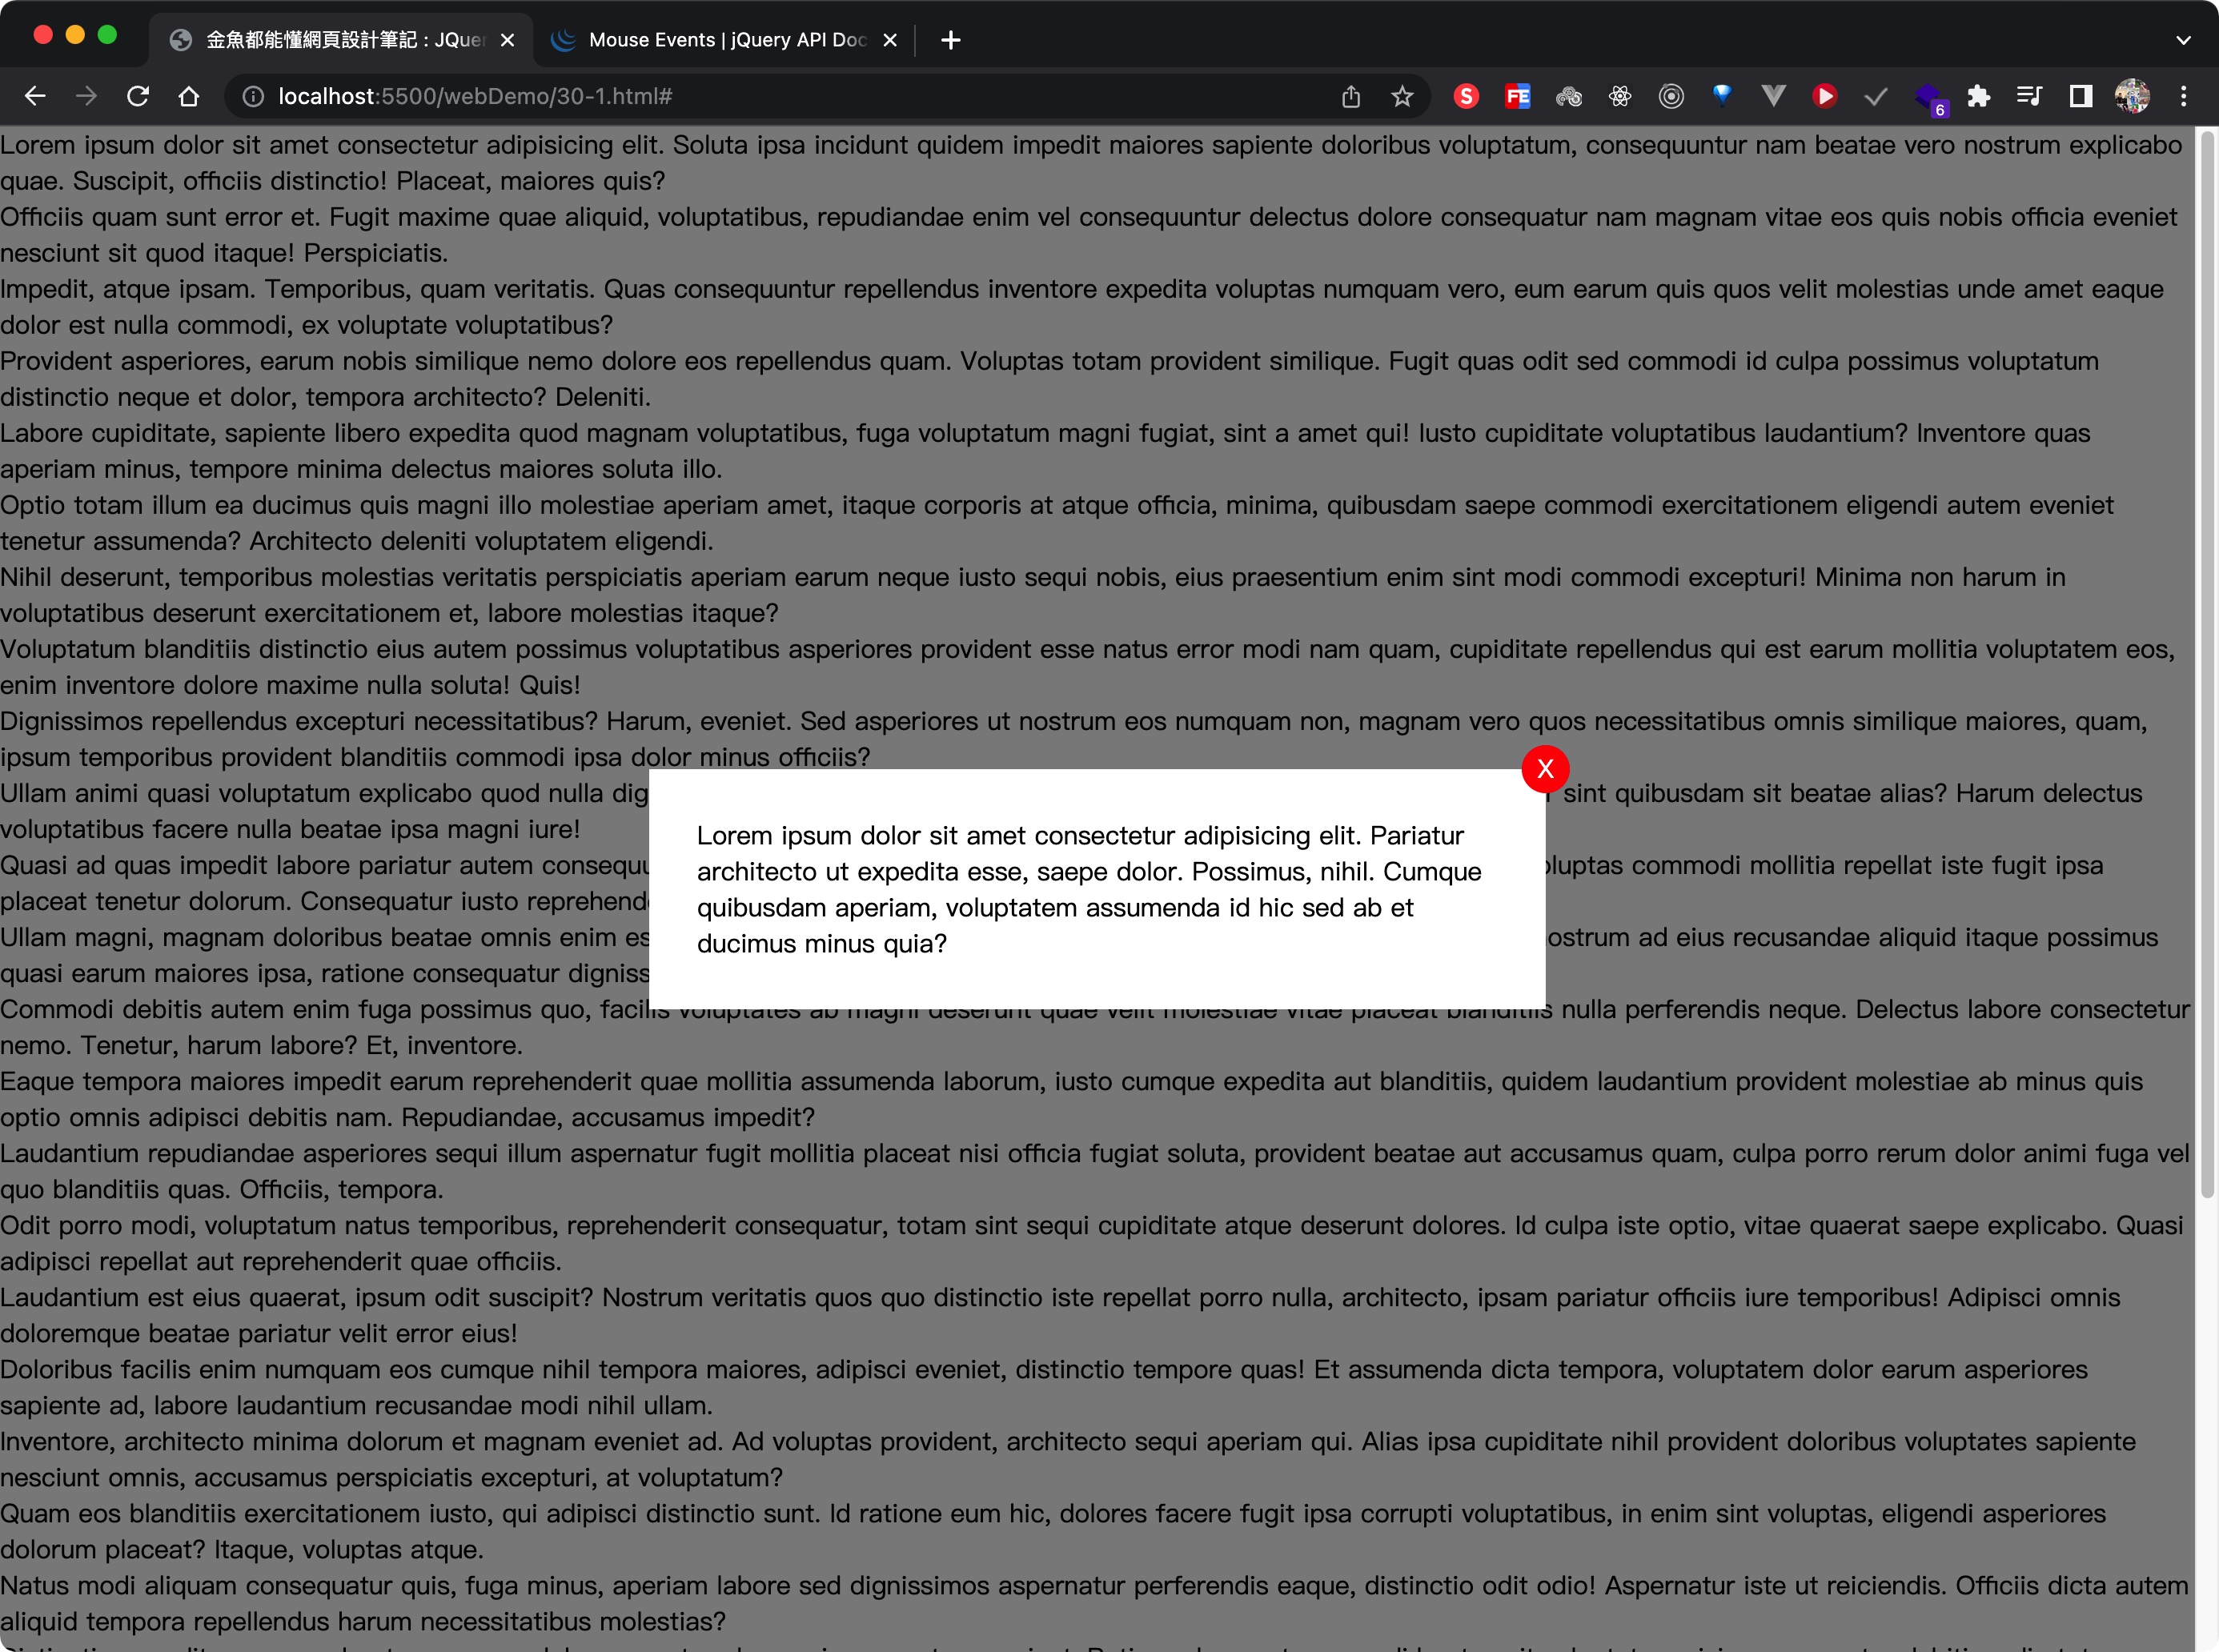 金魚都能懂網頁設計筆記 : JQue
Mouse Events | jQuery API Doc
localhost:5500/webDemo/30-1.html#
S
FE
6
Lorem ipsum dolor sit amet consectetur adipisicing elit. Soluta ipsa incidunt quidem impedit maiores sapiente doloribus voluptatum, consequuntur nam beatae vero nostrum explicabo
quae. Suscipit, officiis distinctio! Placeat, maiores quis?
Officiis quam sunt error et. Fugit maxime quae aliquid, voluptatibus, repudiandae enim vel consequuntur delectus dolore consequatur nam magnam vitae eos quis nobis officia eveniet
nesciunt sit quod itaque! Perspiciatis.
Impedit, atque ipsam. Temporibus, quam veritatis. Quas consequuntur repellendus inventore expedita voluptas numquam vero, eum earum quis quos velit molestias unde amet eaque
dolor est nulla commodi, ex voluptate voluptatibus?
Provident asperiores, earum nobis similique nemo dolore eos repellendus quam. Voluptas totam provident similique. Fugit quas odit sed commodi id culpa possimus voluptatum
distinctio neque et dolor, tempora architecto? Deleniti.
Labore cupiditate, sapiente libero expedita quod magnam voluptatibus, fuga voluptatum magni fugiat, sint a amet qui! Iusto cupiditate voluptatibus laudantium? Inventore quas
aperiam minus, tempore minima delectus maiores soluta illo.
Optio totam illum ea ducimus quis magni illo molestiae aperiam amet, itaque corporis at atque officia, minima, quibusdam saepe commodi exercitationem eligendi autem eveniet
tenetur assumenda? Architecto deleniti voluptatem eligendi.
Nihil deserunt, temporibus molestias veritatis perspiciatis aperiam earum neque iusto sequi nobis, eius praesentium enim sint modi commodi excepturi! Minima non harum in
voluptatibus deserunt exercitationem et, labore molestias itaque?
Voluptatum blanditiis distinctio eius autem possimus voluptatibus asperiores provident esse natus error modi nam quam, cupiditate repellendus qui est earum mollitia voluptatem eos,
enim inventore dolore maxime nulla soluta! Quis!
Dignissimos repellendus excepturi necessitatibus? Harum, eveniet. Sed asperiores ut nostrum eos numquam non, magnam vero quos necessitatibus omnis similique maiores, quam,
ipsum temporibus provident blanditiis commodi ipsa dolor minus officiis?
X
Ullam animi quasi voluptatum explicabo quod nulla dig sint quibusdam sit beatae alias? Harum delectus
voluptatibus facere nulla beatae ipsa magni iure!
Lorem ipsum dolor sit amet consectetur adipisicing elit. Pariatur
architecto ut expedita esse, saepe dolor. Possimus, nihil. Cumque
quibusdam aperiam, voluptatem assumenda id hic sed ab et
ducimus minus quia?
Quasi ad quas impedit labore pariatur autem consequ oluptas commodi mollitia repellat iste fugit ipsa
placeat tenetur dolorum. Consequatur iusto reprehend
Ullam magni, magnam doloribus beatae omnis enim es ostrum ad eius recusandae aliquid itaque possimus
quasi earum maiores ipsa, ratione consequatur digniss
Commodi debitis autem enim fuga possimus quo, facilis voluptates ab magni deserunt quae velit molestiae vitae placeat blanditiis nulla perferendis neque. Delectus labore consectetur
nemo. Tenetur, harum labore? Et, inventore.
Eaque tempora maiores impedit earum reprehenderit quae mollitia assumenda laborum, iusto cumque expedita aut blanditiis, quidem laudantium provident molestiae ab minus quis
optio omnis adipisci debitis nam. Repudiandae, accusamus impedit?
Laudantium repudiandae asperiores sequi illum aspernatur fugit mollitia placeat nisi officia fugiat soluta, provident beatae aut accusamus quam, culpa porro rerum dolor animi fuga vel
quo blanditiis quas. Officiis, tempora.
Odit porro modi, voluptatum natus temporibus, reprehenderit consequatur, totam sint sequi cupiditate atque deserunt dolores. Id culpa iste optio, vitae quaerat saepe explicabo. Quasi
adipisci repellat aut reprehenderit quae officiis.
Laudantium est eius quaerat, ipsum odit suscipit? Nostrum veritatis quos quo distinctio iste repellat porro nulla, architecto, ipsam pariatur officiis iure temporibus! Adipisci omnis
doloremque beatae pariatur velit error eius!
Doloribus facilis enim numquam eos cumque nihil tempora maiores, adipisci eveniet, distinctio tempore quas! Et assumenda dicta tempora, voluptatem dolor earum asperiores
sapiente ad, labore laudantium recusandae modi nihil ullam.
Inventore, architecto minima dolorum et magnam eveniet ad. Ad voluptas provident, architecto sequi aperiam qui. Alias ipsa cupiditate nihil provident doloribus voluptates sapiente
nesciunt omnis, accusamus perspiciatis excepturi, at voluptatum?
Quam eos blanditiis exercitationem iusto, qui adipisci distinctio sunt. Id ratione eum hic, dolores facere fugit ipsa corrupti voluptatibus, in enim sint voluptas, eligendi asperiores
dolorum placeat? Itaque, voluptas atque.
Natus modi aliquam consequatur quis, fuga minus, aperiam labore sed dignissimos aspernatur perferendis eaque, distinctio odit odio! Aspernatur iste ut reiciendis. Officiis dicta autem
aliquid tempora repellendus harum necessitatibus molestias?